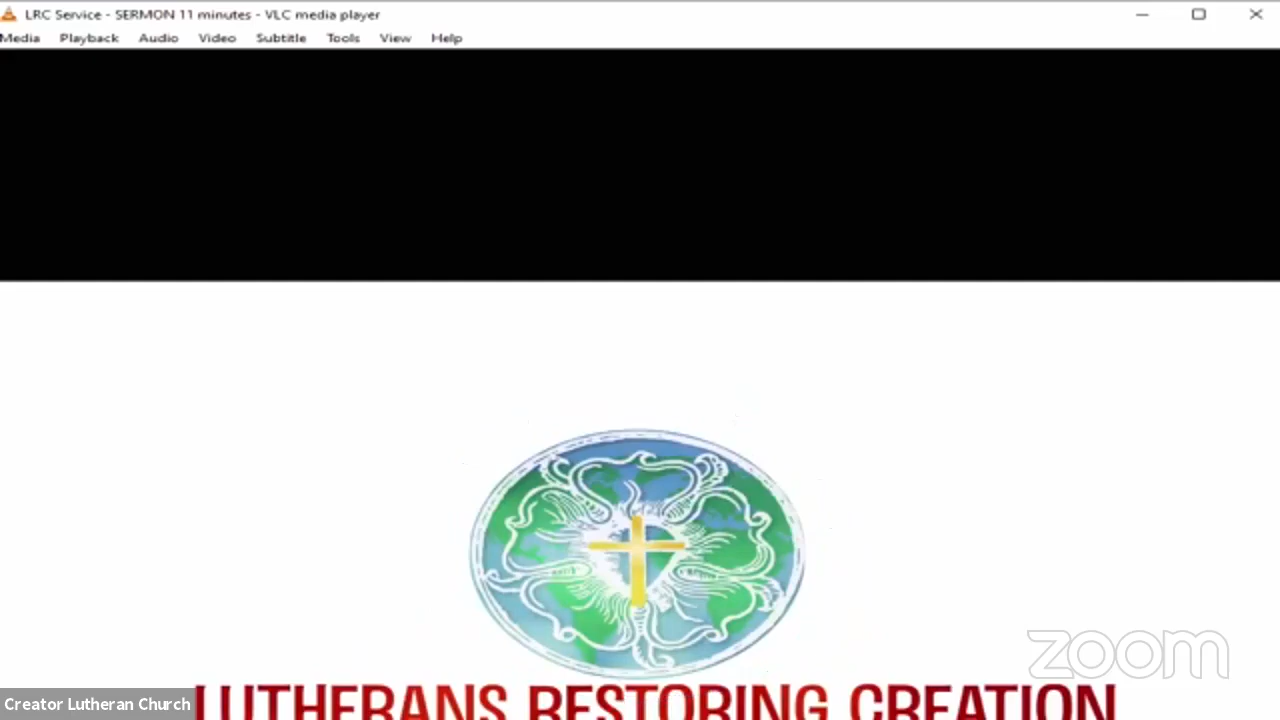 LRC Service - SERMON 11 minutes - VLC media player
Media Playback Audio Video Subtitle Tools View Help
zoom
Creator Lutheran Church
LUTHERANS RESTORING CREATION